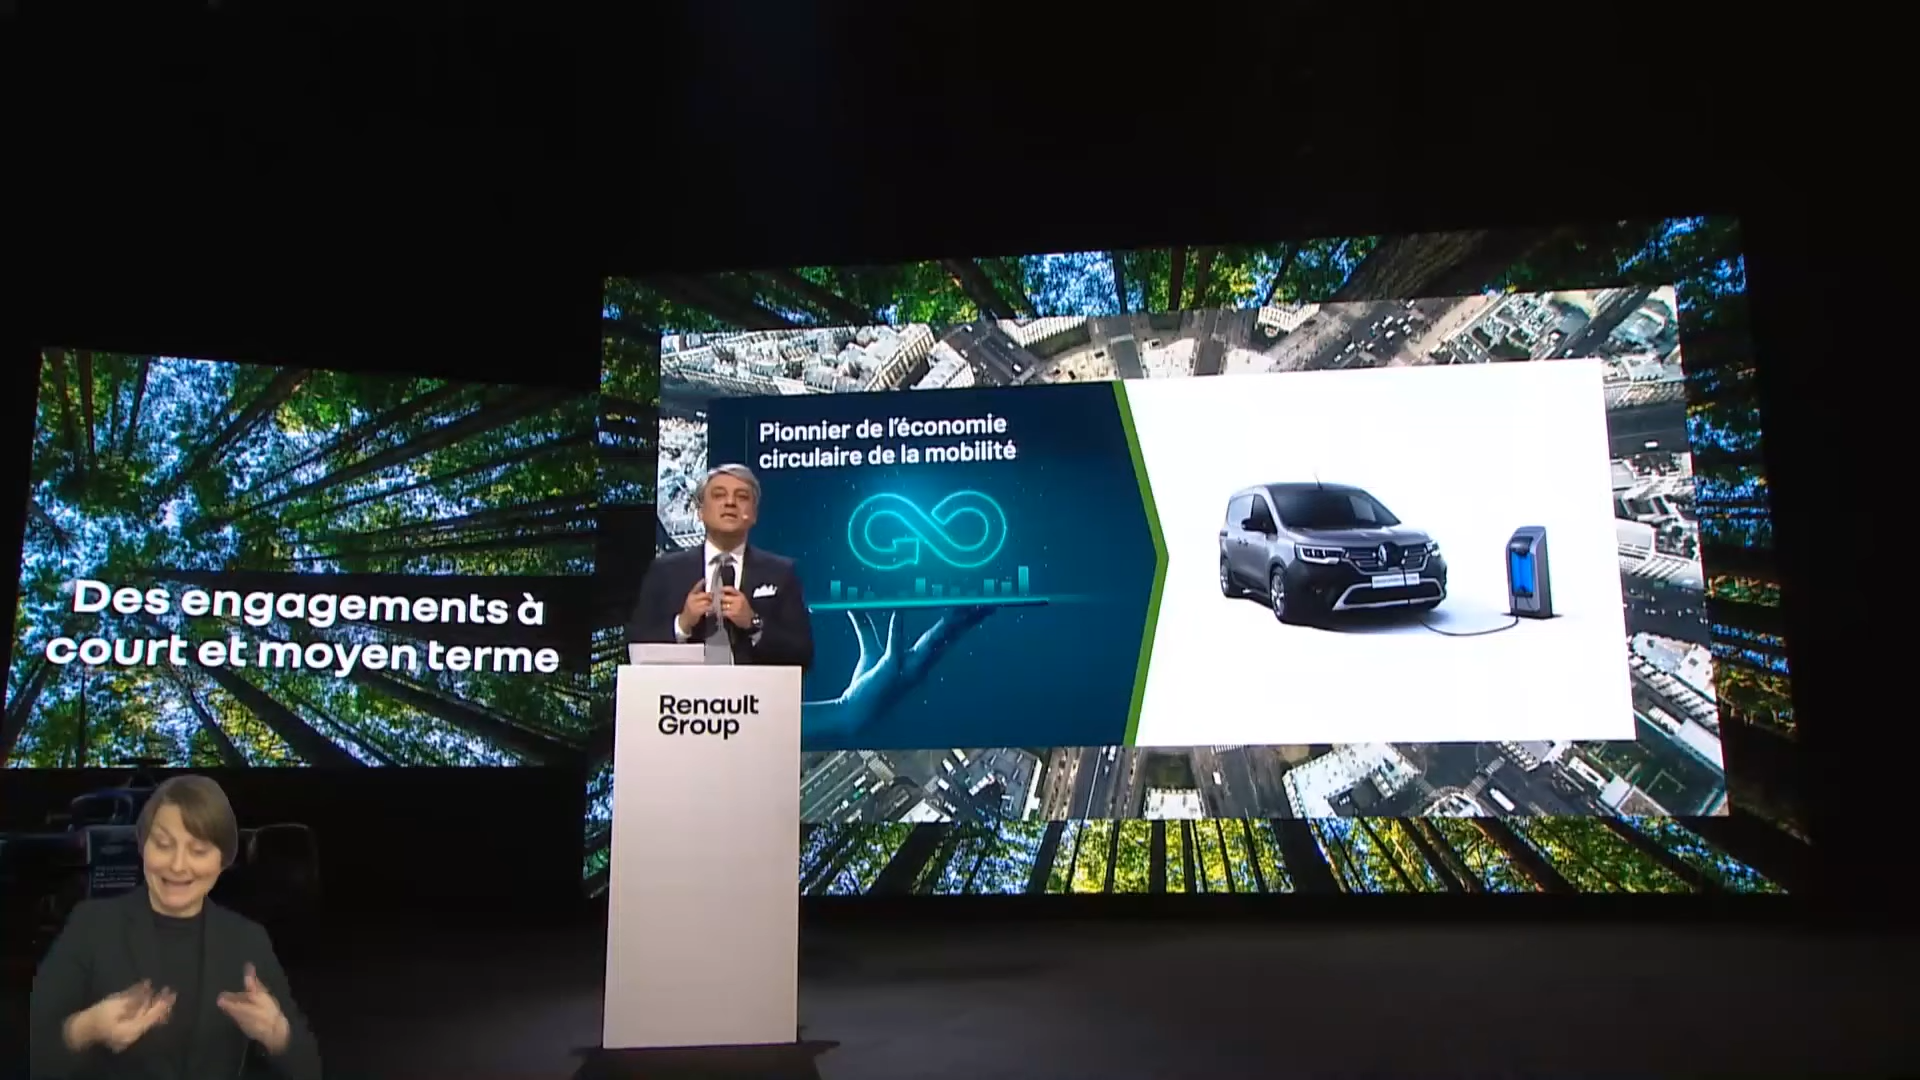 Des engagements à
court et moyen terme
Pionnier de l'économie
circulaire de la mobilité
Renault
Group